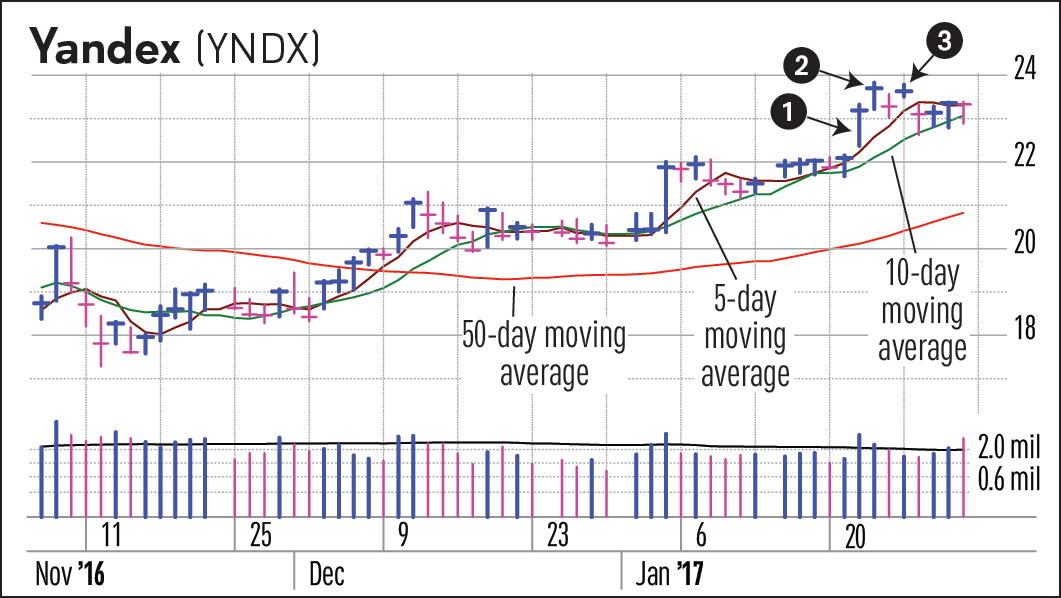 Yandex (YNDX)
3
2
1
24
22
20
18
50-day moving
average
5-day
moving
average
10-day
moving
average
2.0 mil
0.6 mil
11
25
9
23
6
20
Nov ’16
Dec
Jan ’17